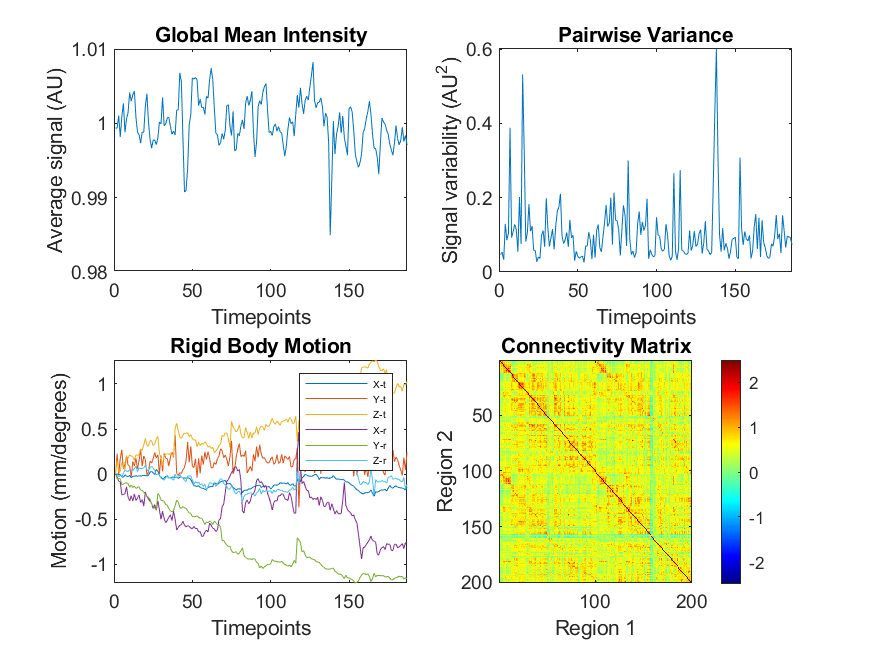 Global Mean Intensity
Average signal (AU)
1.01
1
0.99
0.98
0 50 100 150
Timepoints
Pairwise Variance
Signal variability (AU²)
0.6
0.4
0.2
0
0 50 100 150
Timepoints
Rigid Body Motion
Motion (mm/degrees)
1
0.5
0
-0.5
-1
0 50 100 150
Timepoints
X-t
Y-t
Z-t
X-r
Y-r
Z-r
Connectivity Matrix
Region 2
50
100
150
200
100 200
Region 1
2
1
0
-1
-2